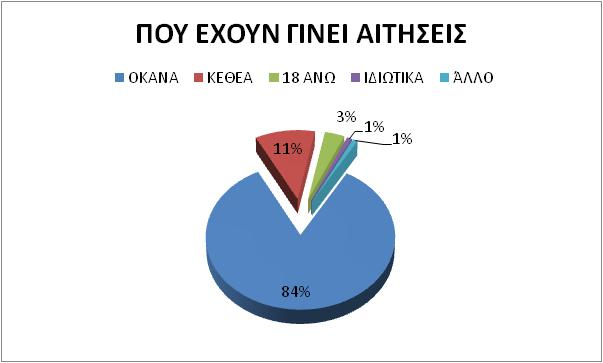 ΠΟΥ ΕΧΟΥΝ ΓΙΝΕΙ ΑΙΤΗΣΕΙΣ
ΟΚΑΝΑ ΚΕΘΕΑ 18 ΑΝΩ ΙΔΙΩΤΙΚΑ ΆΛΛΟ
3%
1%
1%
11%
84%